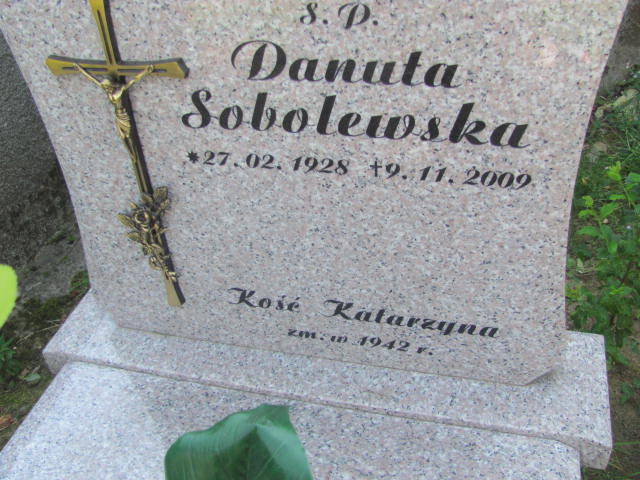 ś. P.
Danuta
Sobolewska
*27. 02. 1928 †9. 11. 2009
Kość Katarzyna
zm. w 1942 r.